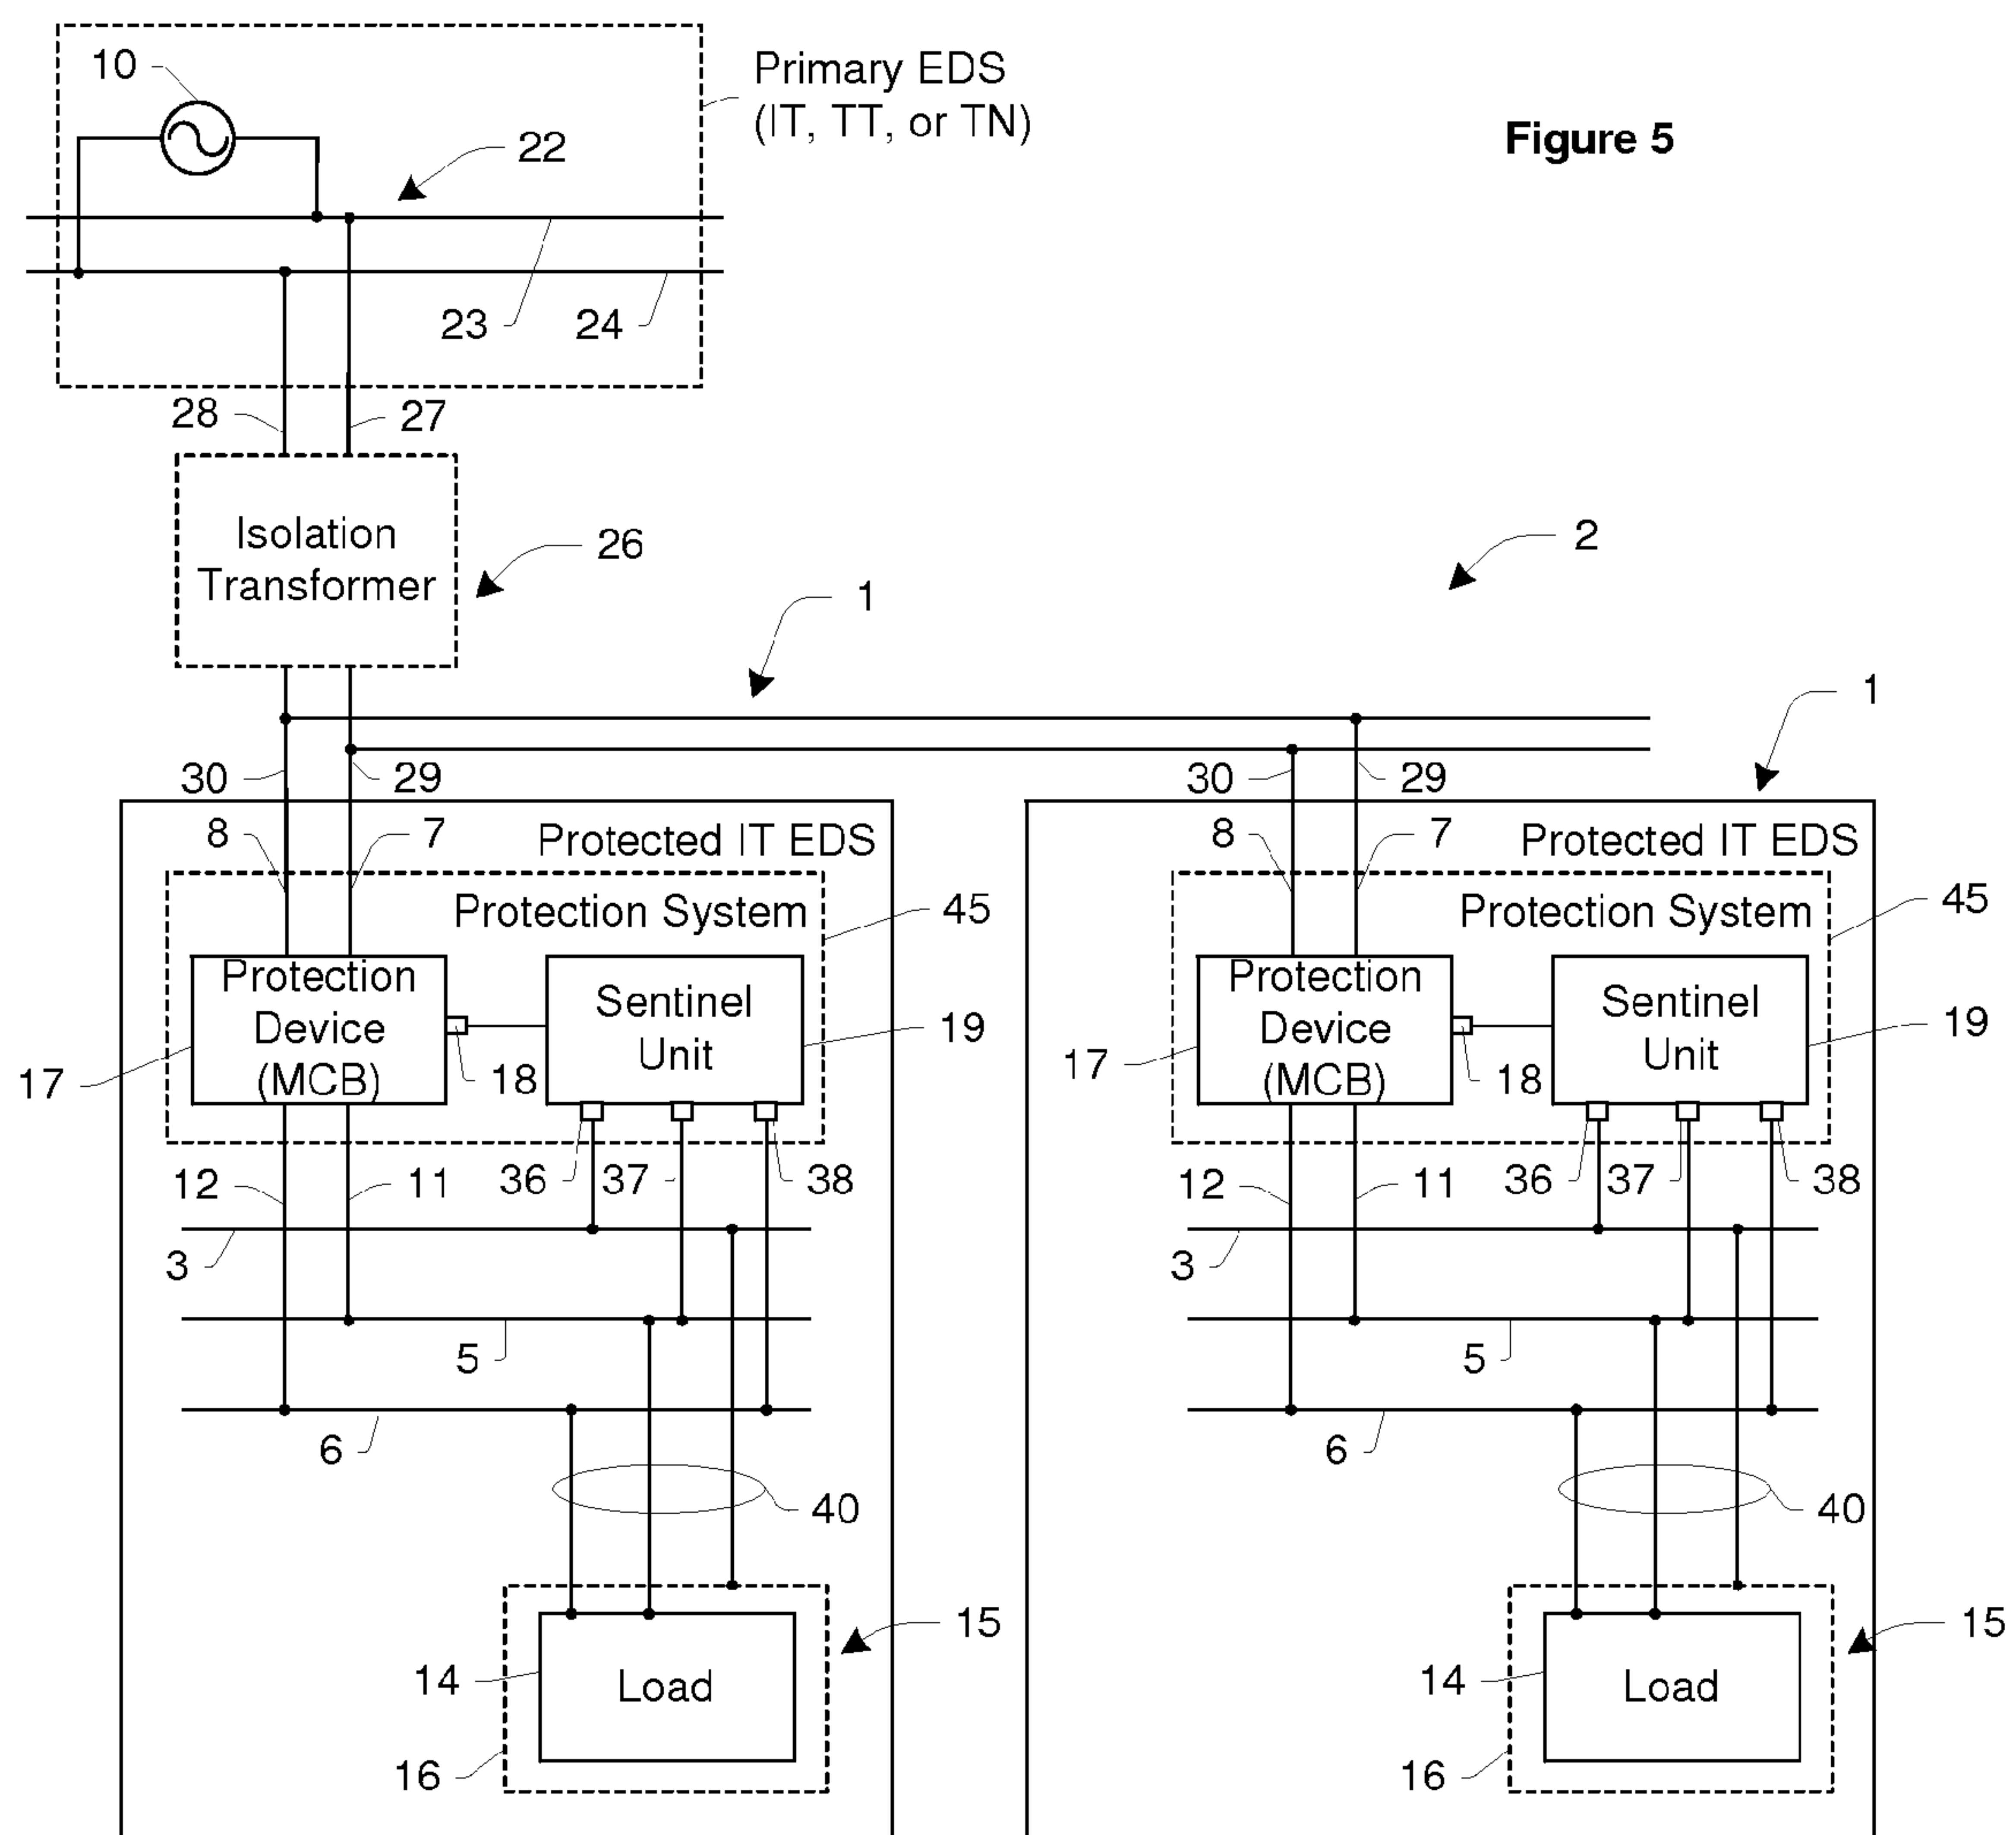 10
Primary EDS
(IT, TT, or TN)
Figure 5
22
23
24
28
27
Isolation
Transformer
26
2
1
1
30
29
30
29
8
7
Protected IT EDS
8
7
Protected IT EDS
Protection System
45
Protection System
45
Protection
Device
(MCB)
Sentinel
Unit
19
17
18
Protection
Device
(MCB)
Sentinel
Unit
19
17
18
12
11
36
37
38
12
11
36
37
38
3
3
5
5
6
6
40
40
15
15
14
Load
14
Load
16
16